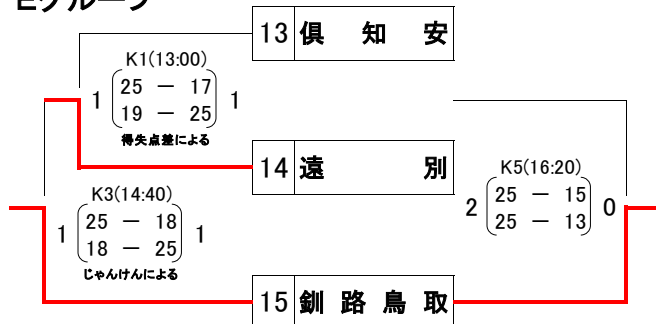 Eグループ
13 倶知安
K1(13:00)
1 25 － 17 1
19 － 25
得失点差による
14 遠別
K5(16:20)
2 25 － 15 0
25 － 13
K3(14:40)
1 25 － 18 1
18 － 25
じゃんけんによる
15 釧路鳥取